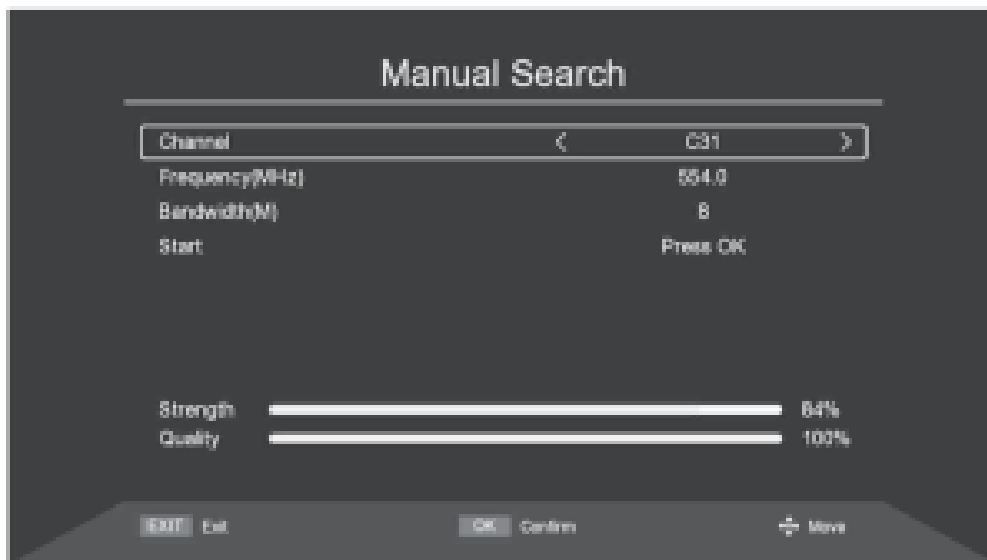 Manual Search
Channel < C31 >
Frequency(MHz) 554.0
Bandwidth(M) 8
Start Press OK
Strength 84%
Quality 100%
EXIT Exit OK Confirm Move